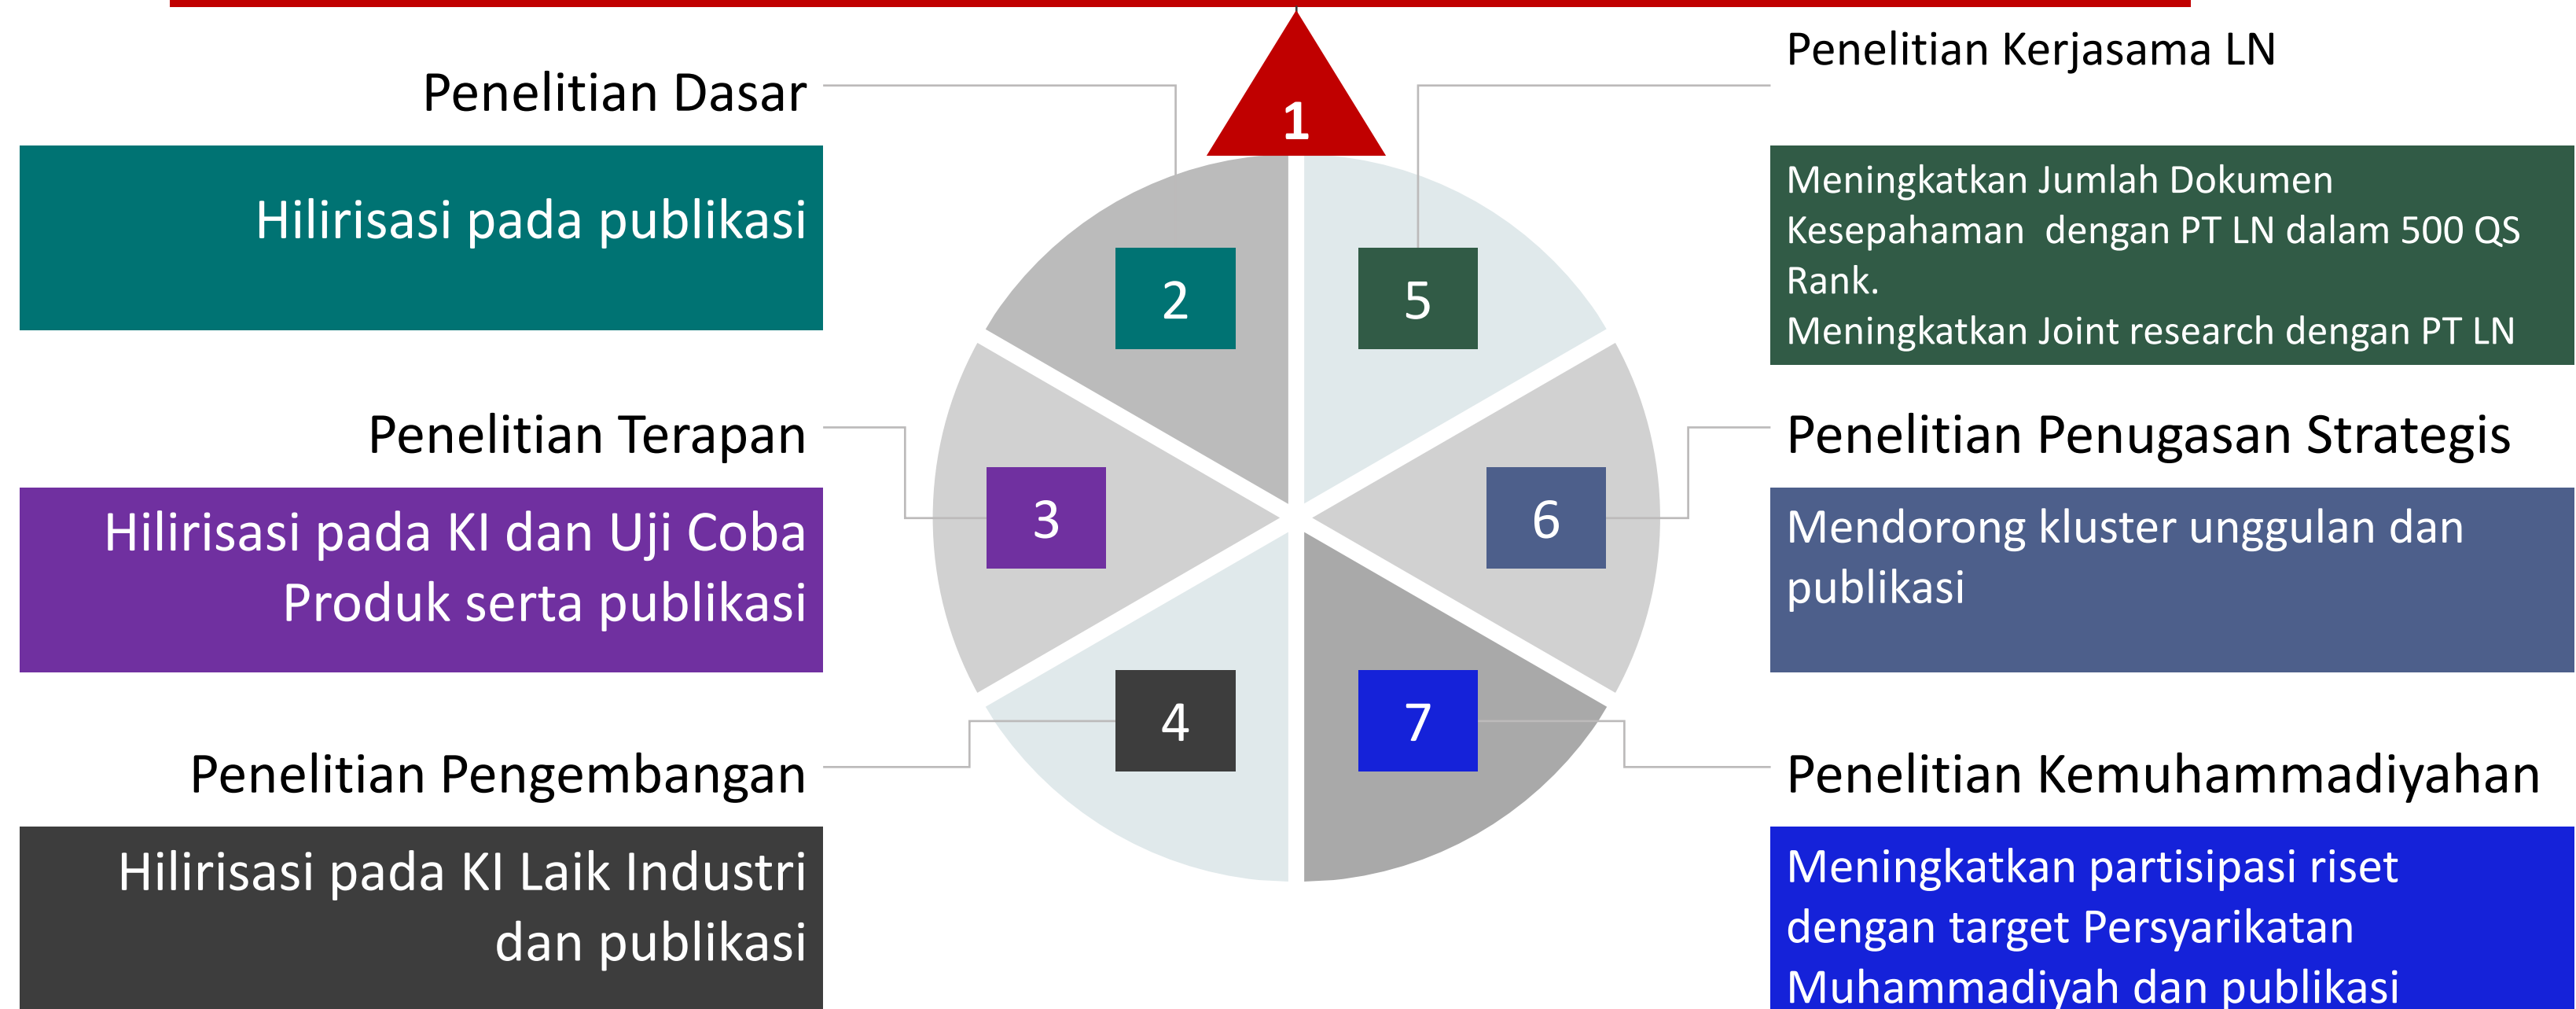 1
Penelitian Dasar
Hilirisasi pada publikasi
2
Penelitian Terapan
Hilirisasi pada KI dan Uji Coba
Produk serta publikasi
3
Penelitian Pengembangan
Hilirisasi pada KI Laik Industri
dan publikasi
4
Penelitian Kerjasama LN
Meningkatkan Jumlah Dokumen
Kesepahaman  dengan PT LN dalam 500 QS
Rank.
Meningkatkan Joint research dengan PT LN
5
Penelitian Penugasan Strategis
Mendorong kluster unggulan dan
publikasi
6
Penelitian Kemuhammadiyahan
Meningkatkan partisipasi riset
dengan target Persyarikatan
Muhammadiyah dan publikasi
7